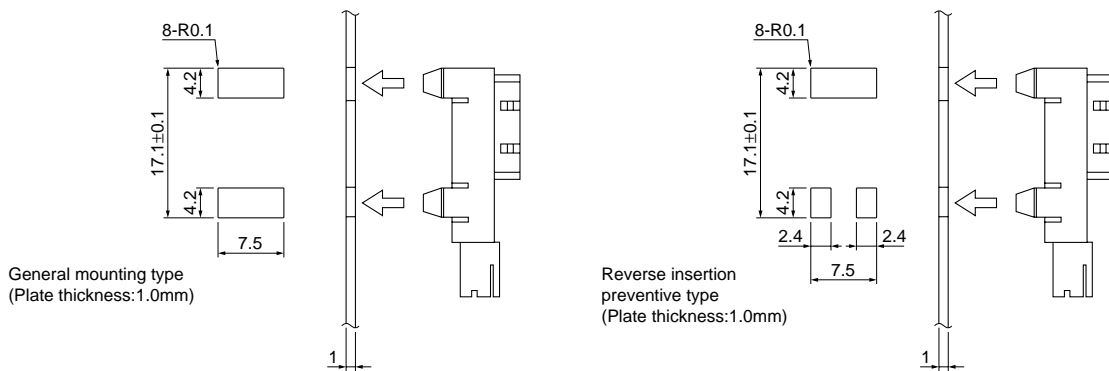 8-R0.1
4.2
17.1±0.1
4.2
7.5
General mounting type
(Plate thickness:1.0mm)
1
8-R0.1
4.2
17.1±0.1
4.2
2.4
2.4
7.5
Reverse insertion
preventive type
(Plate thickness:1.0mm)
1